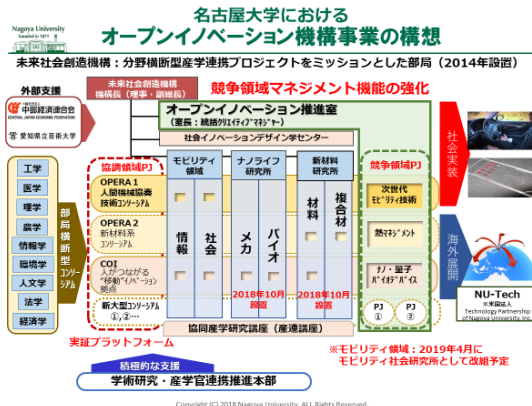 名古屋大学における
オープンイノベーション機構事業の構想
Nagoya University
未来社会創造機構：分野横断型産学連携プロジェクトをミッションとした部局（2014年設置）
外部支援
中部経済連合会
CENTRAL JAPAN ECONOMIC FEDERATION
愛知県立芸術大学
未来社会創造機構
機構長（理事・副総長）
競争領域マネジメント機能の強化
オープンイノベーション推進室
（室長：統括クリエイティブマネジャー）
社会イノベーションデザイン学センター
工学
医学
理学
農学
情報学
環境学
人文学
法学
経済学
部局横断型コンソーシアム
協調領域PJ
OPERA1
人間機械協奏
技術コンソーシアム
OPERA2
新材料系
コンソーシアム
COI
人がつながる
"移動"イノベーション
拠点
新大型コンソーシアム
①,②…
モビリティ
領域
情報
社会
ナノライフ
研究所
メカ
バイオ
2018年10月
設置
新材料
研究所
材料
複合材
2018年10月
設置
競争領域PJ
次世代
モビリティ技術
熱マネジメント
ナノ・量子
バイオデバイス
PJ
①
PJ
②
協同産学研究講座（産連講座）
社会実装
海外展開
NU-Tech
※米国法人
Technology Partnership
of Nagoya University, Inc.
実証プラットフォーム
積極的な支援
学術研究・産学官連携推進本部
※モビリティ領域：2019年4月に
モビリティ社会研究所として改組予定
Copyright (C) 2018 Nagoya University, ALL Rights Reserved